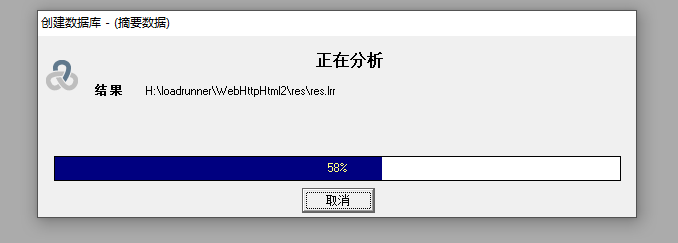 创建数据库 - (摘要数据)
正在分析
结果 H:\loadrunner\WebHttpHtml2\res\res.lrr
58%
取消